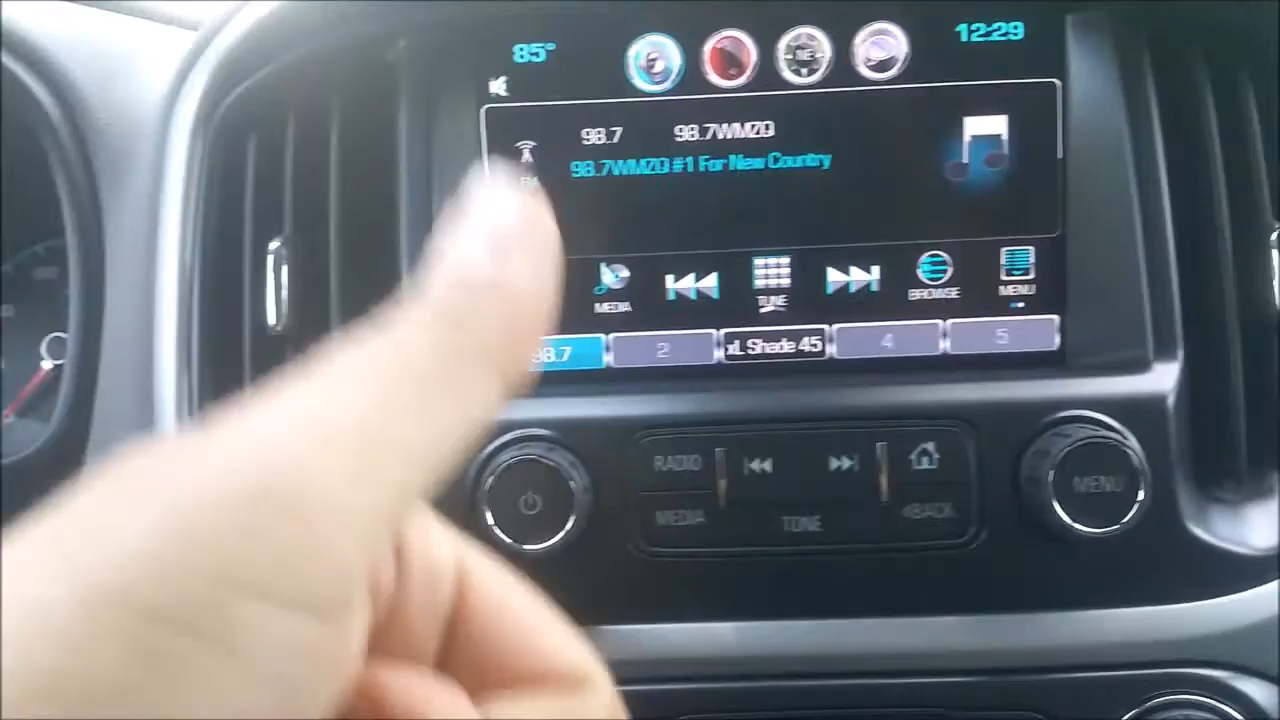 85°
12:29
NE
98.7 98.7WMZQ
98.7WMZQ #1 For New Country
MEDIA
TUNE
BROWSE
MENU
98.7 2 xL Shade 45 4 5
RADIO
MEDIA
TONE
BACK
MENU